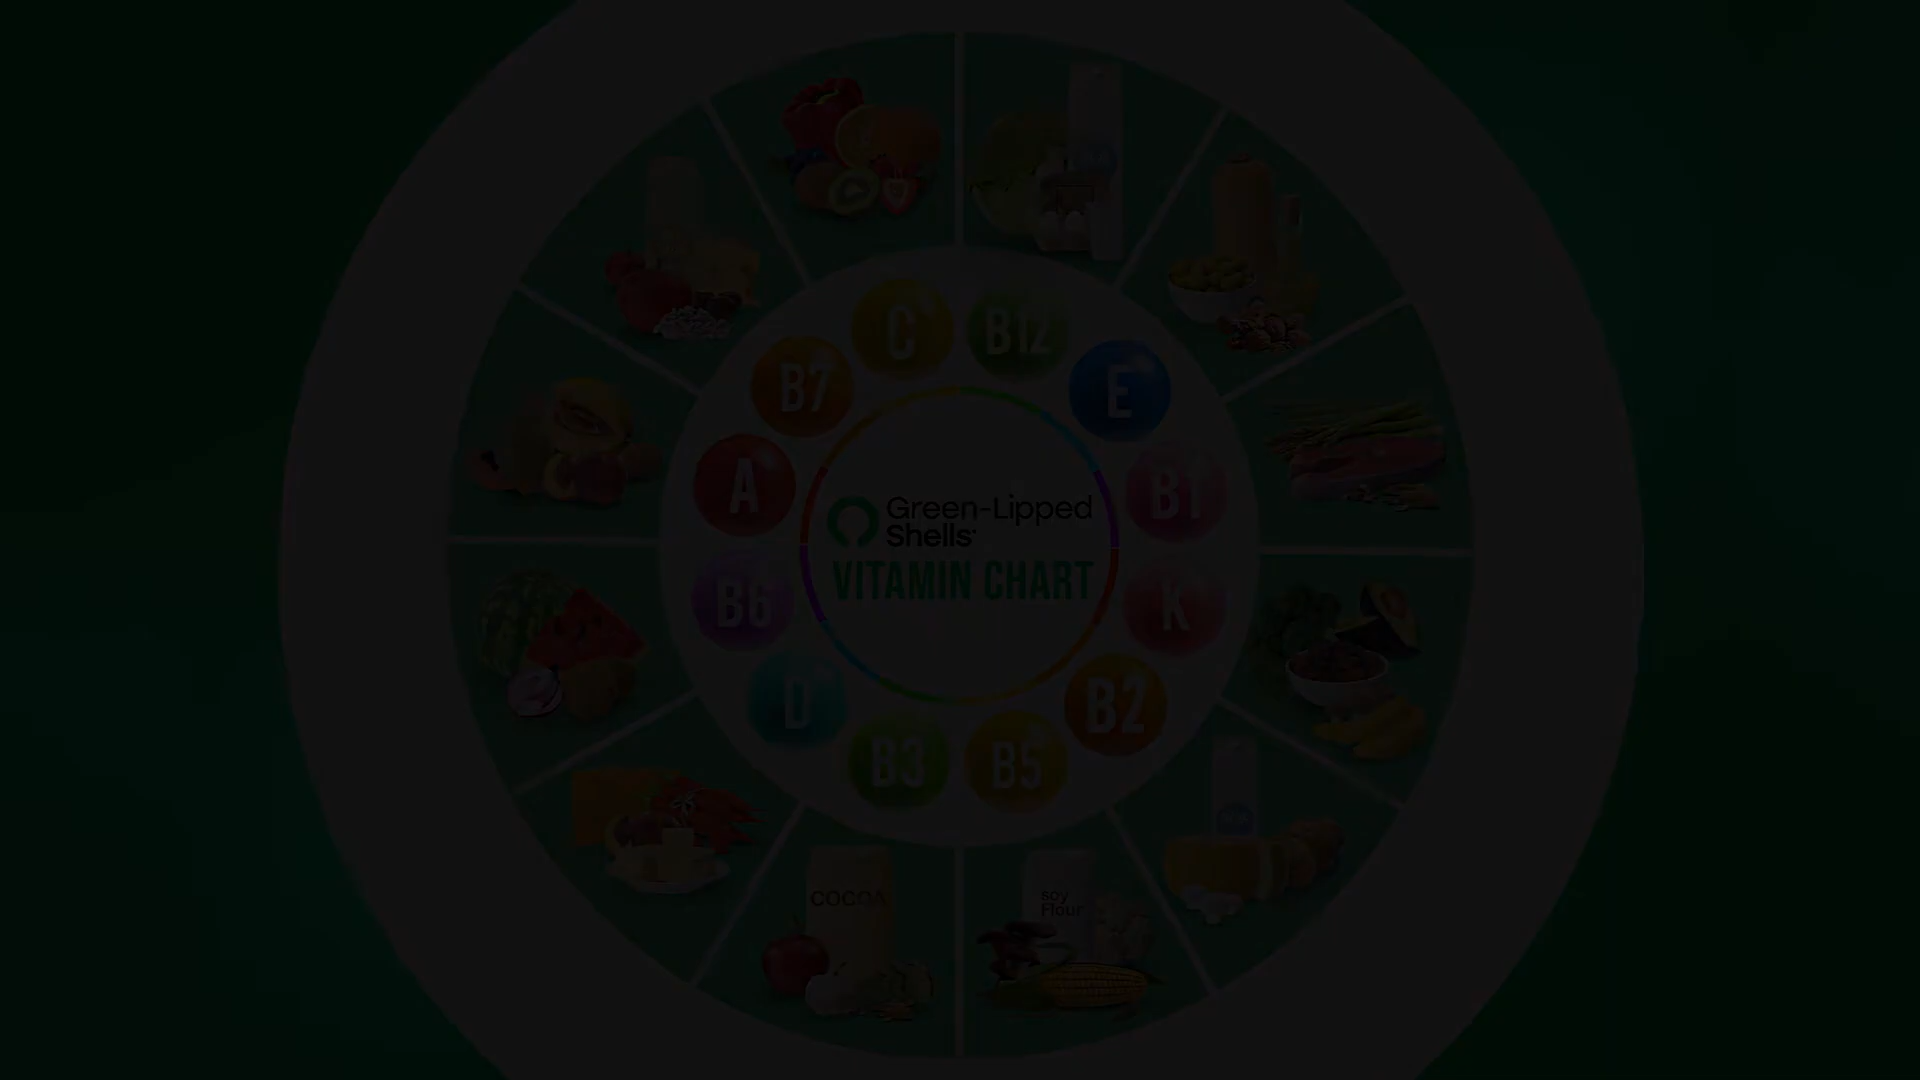 C
B12
B7
E
A
B1
Green-Lipped
Shells
VITAMIN CHART
B6
K
D
B2
B3
B5
COCOA
soy
Flour